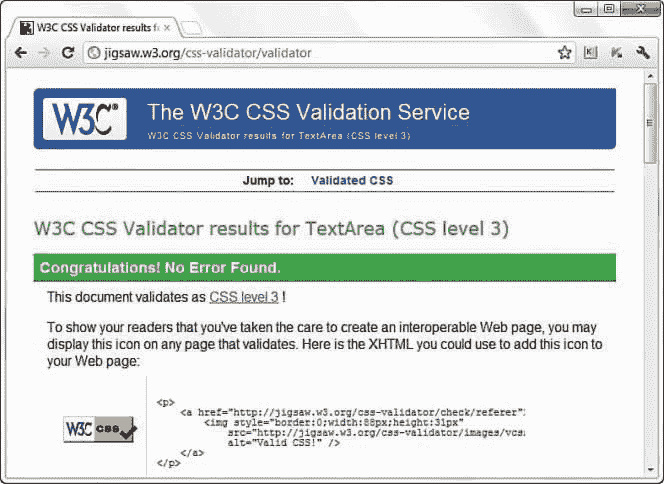 W3C CSS Validator results fo
jigsaw.w3.org/css-validator/validator
W3C® The W3C CSS Validation Service
W3C CSS Validator results for TextArea (CSS level 3)
Jump to: Validated CSS
W3C CSS Validator results for TextArea (CSS level 3)
Congratulations! No Error Found.
This document validates as CSS level 3 !
To show your readers that you've taken the care to create an interoperable Web page, you may
display this icon on any page that validates. Here is the XHTML you could use to add this icon to
your Web page:
W3C css
<p>
<a href="http://jigsaw.w3.org/css-validator/check/referer"
<img style="border:0;width:88px;height:31px"
src="http://jigsaw.w3.org/css-validator/images/vcs
alt="Valid CSS!" />
</a>
</p>